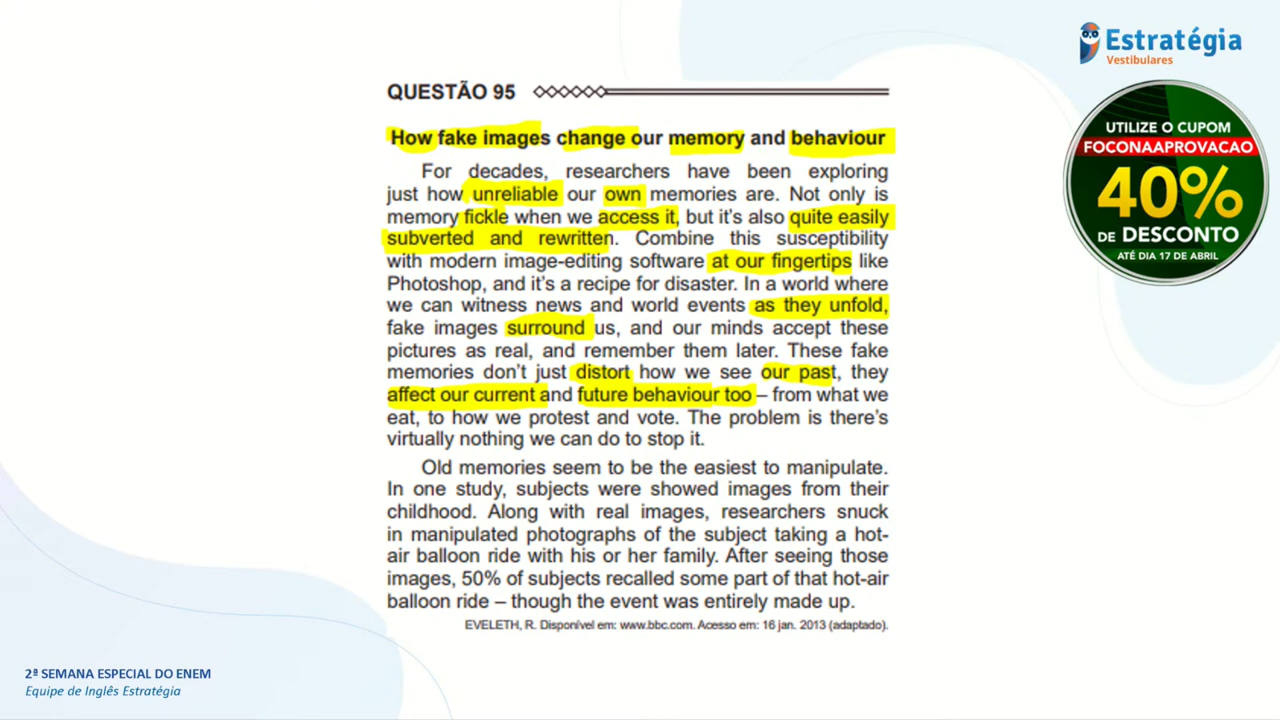 Estratégia
Vestibulares
UTILIZE O CUPOM
FOCONAAPROVACAO
40%
DE DESCONTO
ATÉ DIA 17 DE ABRIL
QUESTÃO 95
How fake images change our memory and behaviour
For decades, researchers have been exploring
just how unreliable our own memories are. Not only is
memory fickle when we access it, but it's also quite easily
subverted and rewritten. Combine this susceptibility
with modern image-editing software at our fingertips like
Photoshop, and it's a recipe for disaster. In a world where
we can witness news and world events as they unfold,
fake images surround us, and our minds accept these
pictures as real, and remember them later. These fake
memories don't just distort how we see our past, they
affect our current and future behaviour too – from what we
eat, to how we protest and vote. The problem is there's
virtually nothing we can do to stop it.
Old memories seem to be the easiest to manipulate.
In one study, subjects were showed images from their
childhood. Along with real images, researchers snuck
in manipulated photographs of the subject taking a hot-
air balloon ride with his or her family. After seeing those
images, 50% of subjects recalled some part of that hot-air
balloon ride – though the event was entirely made up.
EVELETH, R. Disponível em: www.bbc.com. Acesso em: 16 jan. 2013 (adaptado).
2ª SEMANA ESPECIAL DO ENEM
Equipe de Inglês Estratégia